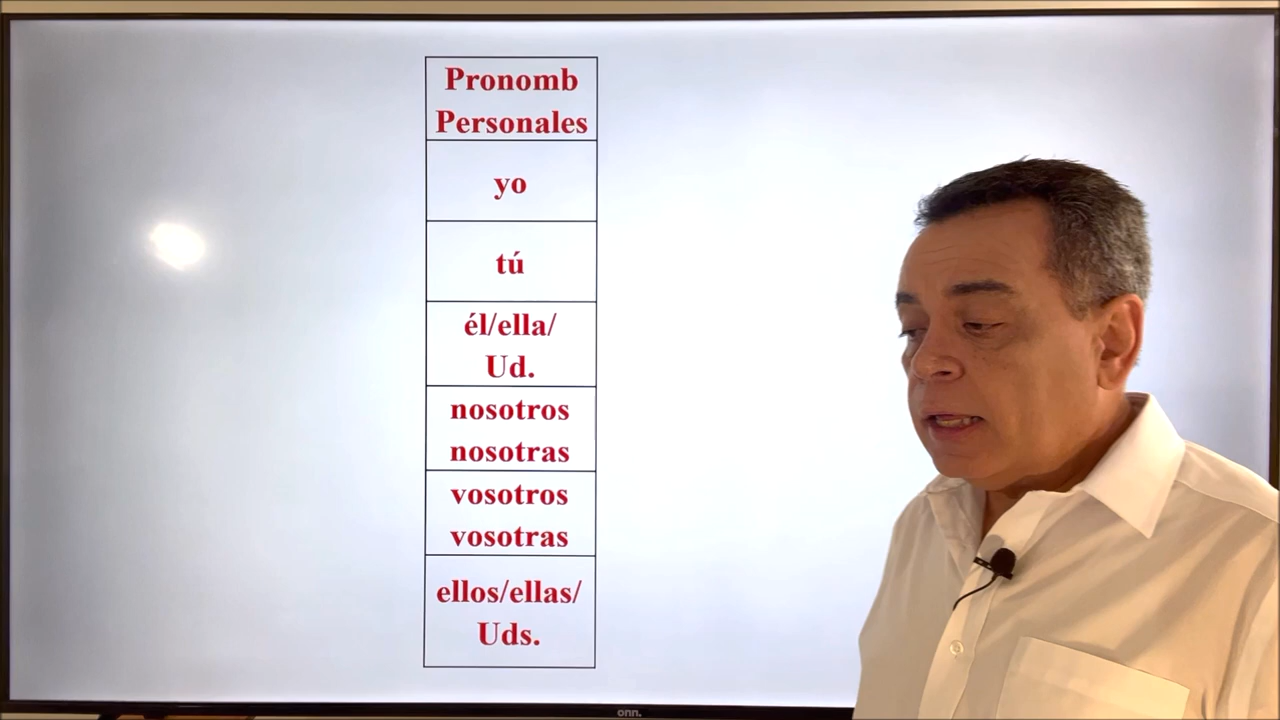 Pronomb
Personales
yo
tú
él/ella/
Ud.
nosotros
nosotras
vosotros
vosotras
ellos/ellas/
Uds.
onn.